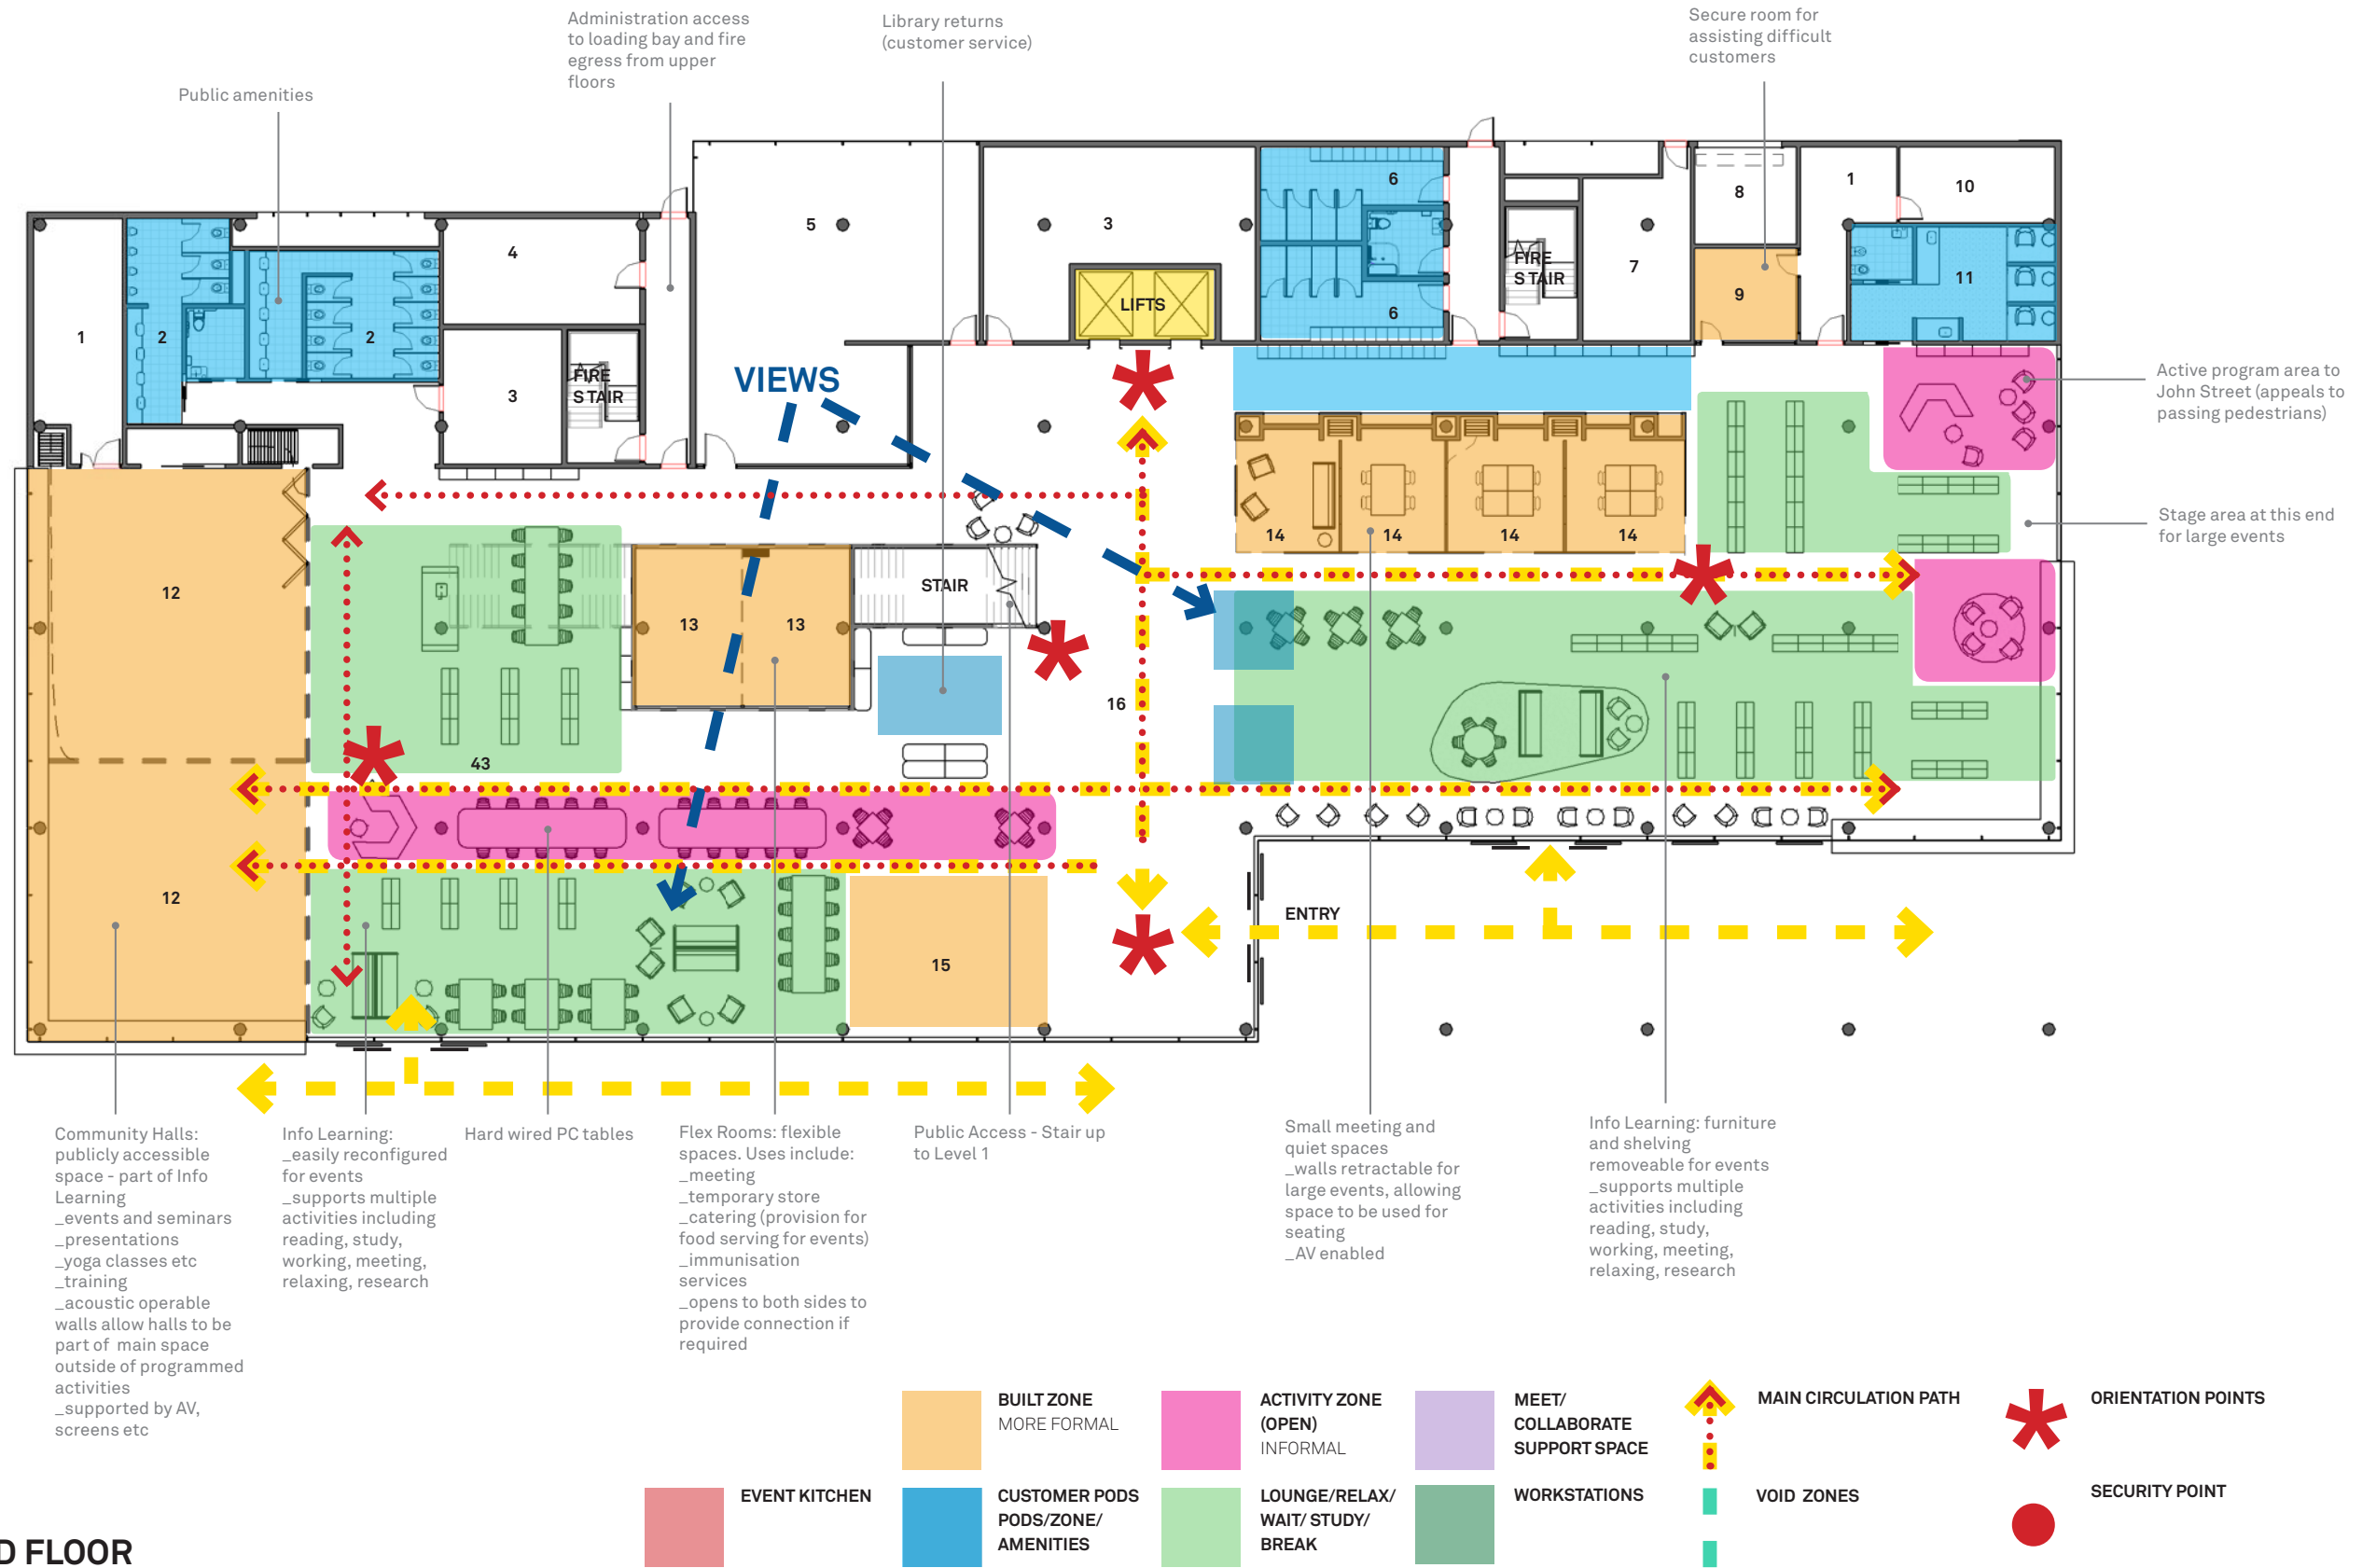 Administration access
to loading bay and fire
egress from upper
floors
Library returns
(customer service)
Secure room for
assisting difficult
customers
Public amenities
1
2
2
4
3
FIRE
STAIR
5
3
LIFTS
6
6
FIRE
STAIR
7
8
9
1
10
11
VIEWS
Active program area to
John Street (appeals to
passing pedestrians)
Stage area at this end
for large events
14
14
14
14
12
13
13
STAIR
16
43
12
15
ENTRY
Community Halls:
publicly accessible
space - part of Info
Learning
_events and seminars
_presentations
_yoga classes etc
_training
_acoustic operable
walls allow halls to be
part of main space
outside of programmed
activities
_supported by AV,
screens etc
Info Learning:
_easily reconfigured
for events
_supports multiple
activities including
reading, study,
working, meeting,
relaxing, research
Hard wired PC tables
Flex Rooms: flexible
spaces. Uses include:
_meeting
_temporary store
_catering (provision for
food serving for events)
_immunisation
services
_opens to both sides to
provide connection if
required
Public Access - Stair up
to Level 1
Small meeting and
quiet spaces
_walls retractable for
large events, allowing
space to be used for
seating
_AV enabled
Info Learning: furniture
and shelving
removeable for events
_supports multiple
activities including
reading, study,
working, meeting,
relaxing, research
BUILT ZONE
MORE FORMAL
ACTIVITY ZONE
(OPEN)
INFORMAL
MEET/
COLLABORATE
SUPPORT SPACE
MAIN CIRCULATION PATH
ORIENTATION POINTS
EVENT KITCHEN
CUSTOMER PODS
PODS/ZONE/
AMENITIES
LOUNGE/RELAX/
WAIT/ STUDY/
BREAK
WORKSTATIONS
VOID ZONES
SECURITY POINT
D FLOOR